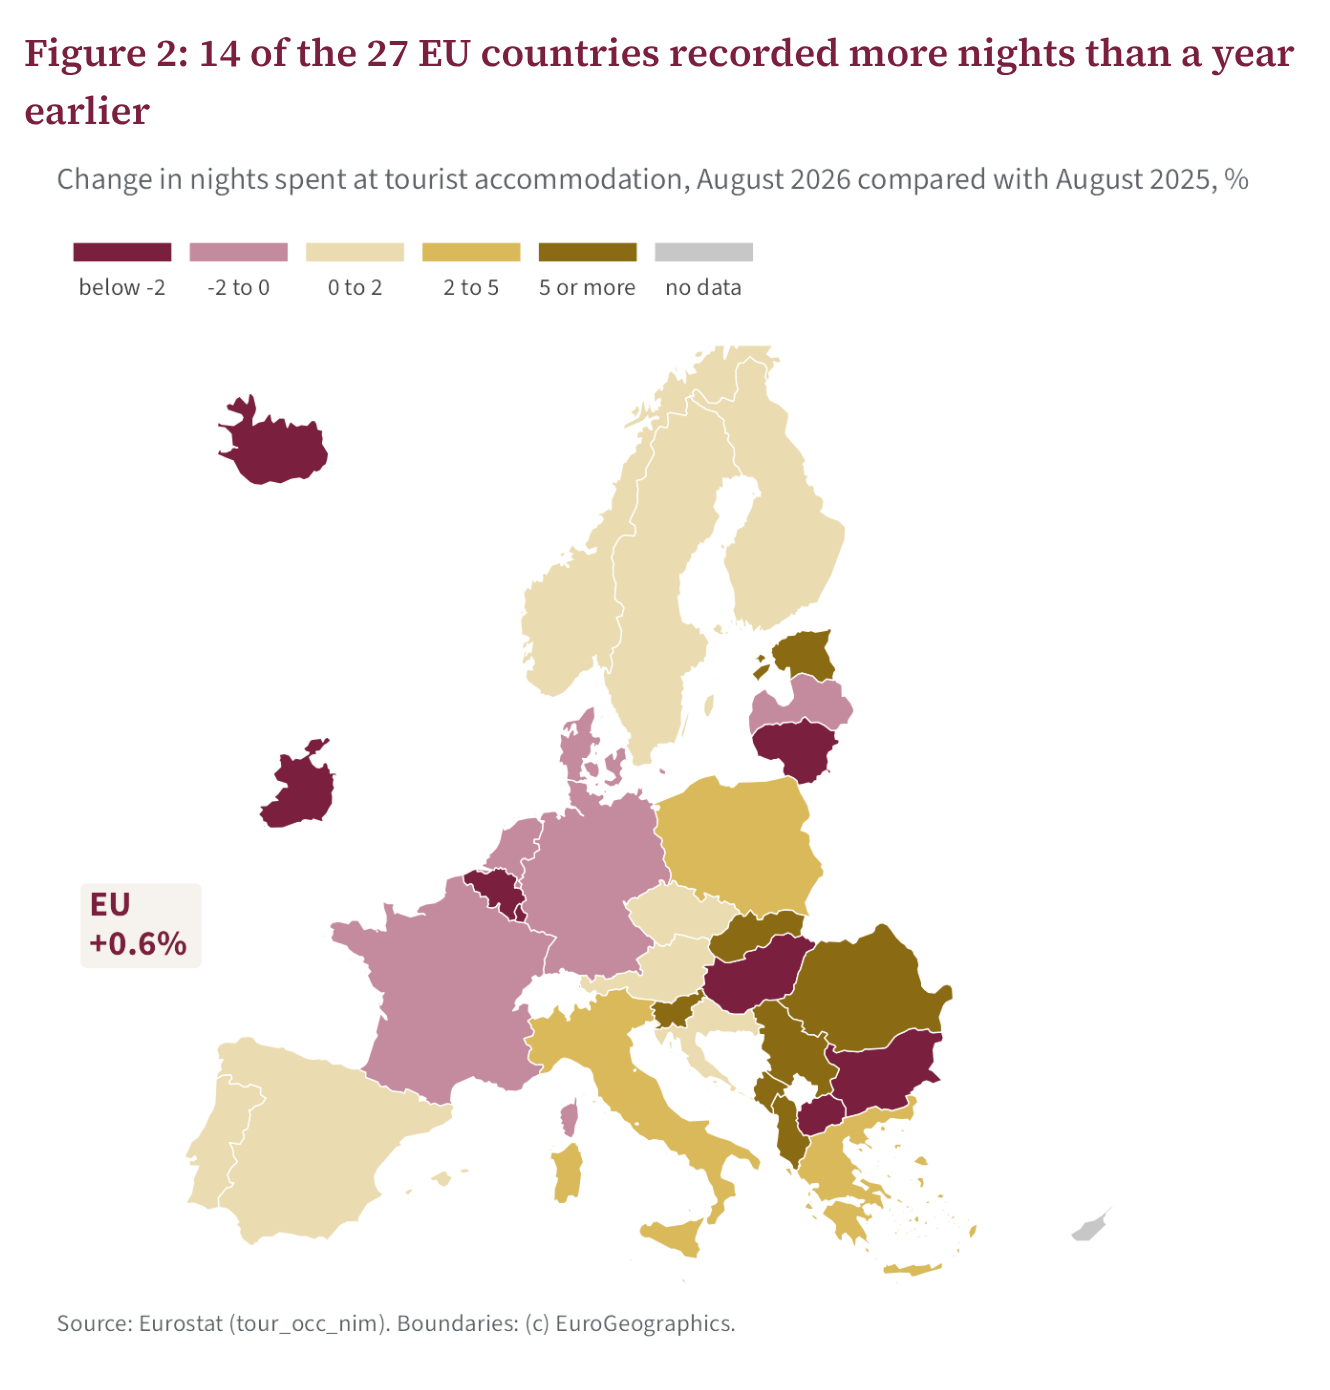 Figure 2: 14 of the 27 EU countries recorded more nights than a year
earlier
Change in nights spent at tourist accommodation, August 2026 compared with August 2025, %
below -2
-2 to 0
0 to 2
2 to 5
5 or more
no data
EU
+0.6%
Source: Eurostat (tour_occ_nim). Boundaries: (c) EuroGeographics.